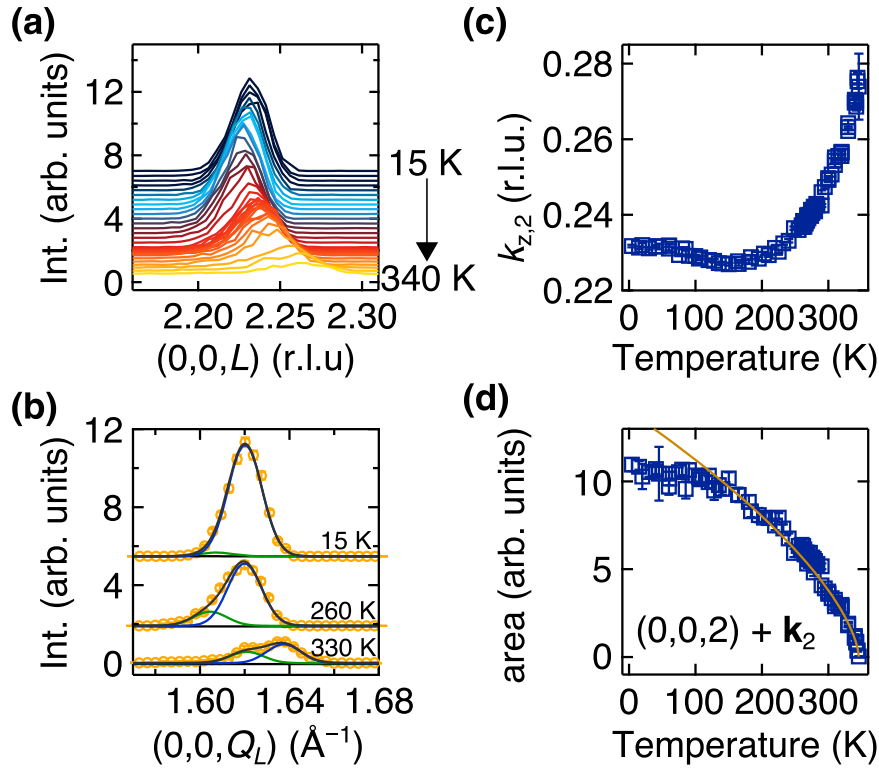 (a)
12
8
4
0
Int. (arb. units)
2.20 2.25 2.30
(0,0,L) (r.l.u)
15 K
340 K
(c)
0.28
0.26
0.24
0.22
k_z,2 (r.l.u.)
0 100 200 300
Temperature (K)
(b)
12
8
4
0
Int. (arb. units)
15 K
260 K
330 K
1.60 1.64 1.68
(0,0,Q_L) (Å⁻¹)
(d)
10
5
0
area (arb. units)
(0,0,2) + k₂
0 100 200 300
Temperature (K)